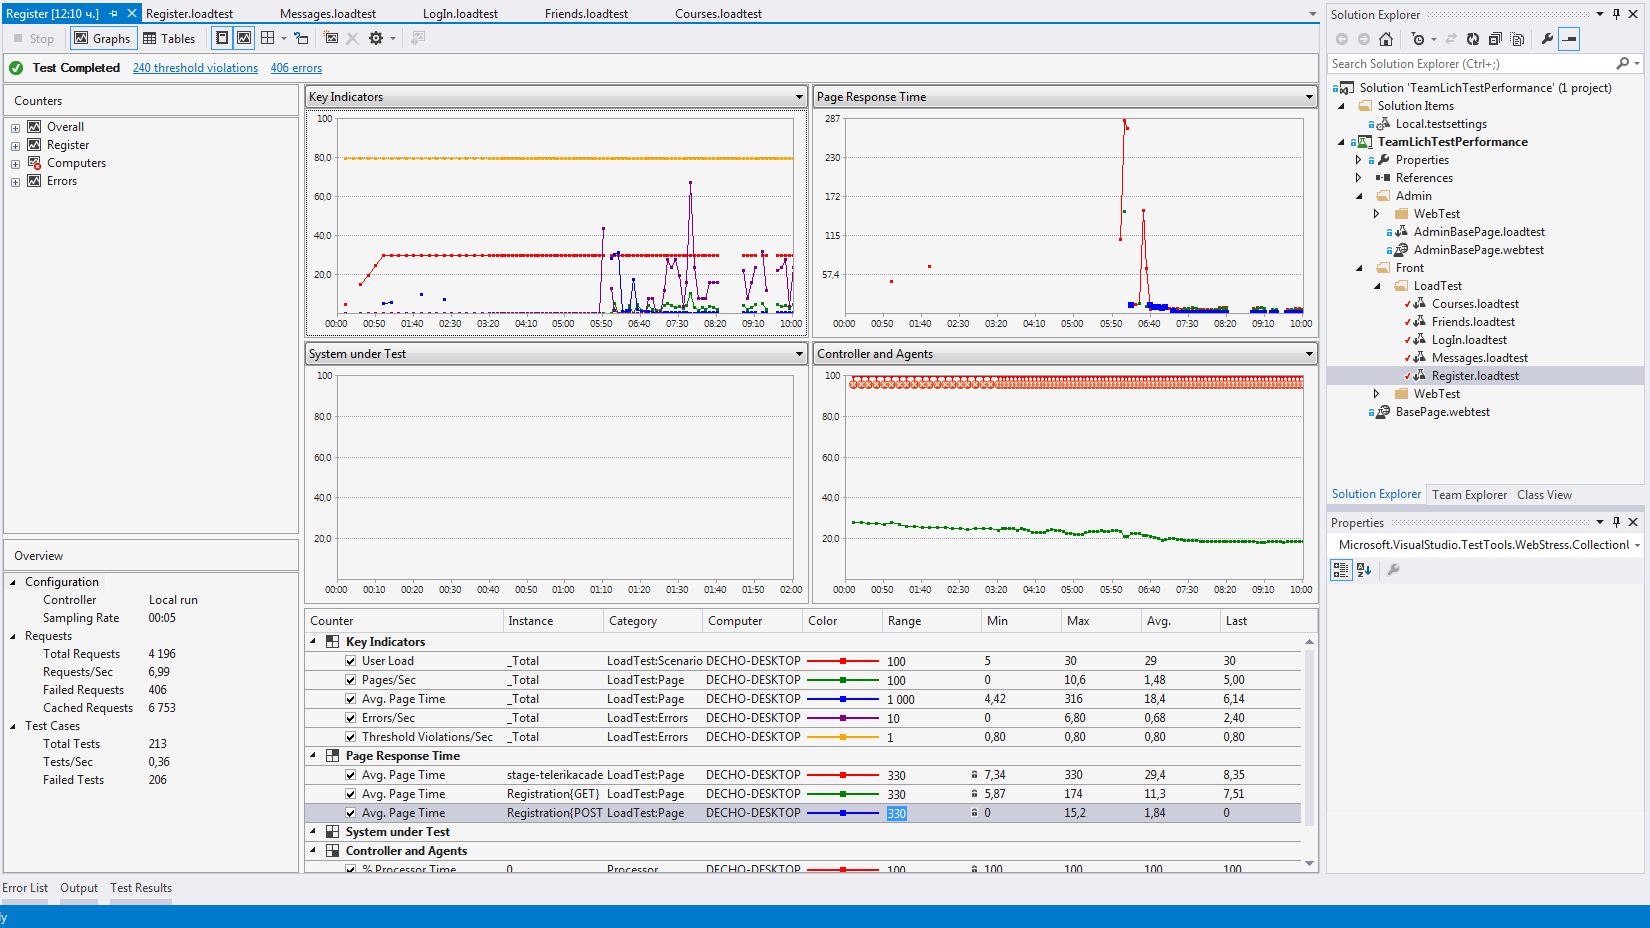 Register [12:10 ч.]
Register.loadtest
Messages.loadtest
LogIn.loadtest
Friends.loadtest
Courses.loadtest
Stop
Graphs
Tables
Test Completed 240 threshold violations 406 errors
Counters
Overall
Register
Computers
Errors
Overview
Configuration
Controller Local run
Sampling Rate 00:05
Requests
Total Requests 4 196
Requests/Sec 6,99
Failed Requests 406
Cached Requests 6 753
Test Cases
Total Tests 213
Tests/Sec 0,36
Failed Tests 206
Key Indicators
100
80,0
60,0
40,0
20,0
00:00 00:50 01:40 02:30 03:20 04:10 05:00 05:50 06:40 07:30 08:20 09:10 10:00
Page Response Time
287
230
172
115
57,4
00:00 00:50 01:40 02:30 03:20 04:10 05:00 05:50 06:40 07:30 08:20 09:10 10:00
System under Test
100
80,0
60,0
40,0
20,0
00:00 00:10 00:20 00:30 00:40 00:50 01:00 01:10 01:20 01:30 01:40 01:50 02:00
Controller and Agents
100
80,0
60,0
40,0
20,0
00:00 00:50 01:40 02:30 03:20 04:10 05:00 05:50 06:40 07:30 08:20 09:10 10:00
Counter Instance Category Computer Color Range Min Max Avg. Last
Key Indicators
User Load _Total LoadTest:Scenario DECHO-DESKTOP 100 5 30 29 30
Pages/Sec _Total LoadTest:Page DECHO-DESKTOP 100 0 10,6 1,48 5,00
Avg. Page Time _Total LoadTest:Page DECHO-DESKTOP 1 000 4,42 316 18,4 6,14
Errors/Sec _Total LoadTest:Errors DECHO-DESKTOP 10 0 6,80 0,68 2,40
Threshold Violations/Sec _Total LoadTest:Errors DECHO-DESKTOP 1 0,80 0,80 0,80 0,80
Page Response Time
Avg. Page Time stage-telerikacade LoadTest:Page DECHO-DESKTOP 330 7,34 330 29,4 8,35
Avg. Page Time Registration{GET} LoadTest:Page DECHO-DESKTOP 330 5,87 174 11,3 7,51
Avg. Page Time Registration{POST LoadTest:Page DECHO-DESKTOP 330 0 15,2 1,84 0
System under Test
Controller and Agents
% Processor Time 0 Processor DECHO-DESKTOP 100 100 100 100 100
Solution Explorer
Search Solution Explorer (Ctrl+;)
Solution 'TeamLichTestPerformance' (1 project)
Solution Items
Local.testsettings
TeamLichTestPerformance
Properties
References
Admin
WebTest
AdminBasePage.loadtest
AdminBasePage.webtest
Front
LoadTest
Courses.loadtest
Friends.loadtest
LogIn.loadtest
Messages.loadtest
Register.loadtest
WebTest
BasePage.webtest
Solution Explorer Team Explorer Class View
Properties
Microsoft.VisualStudio.TestTools.WebStress.CollectionU
Error List Output Test Results